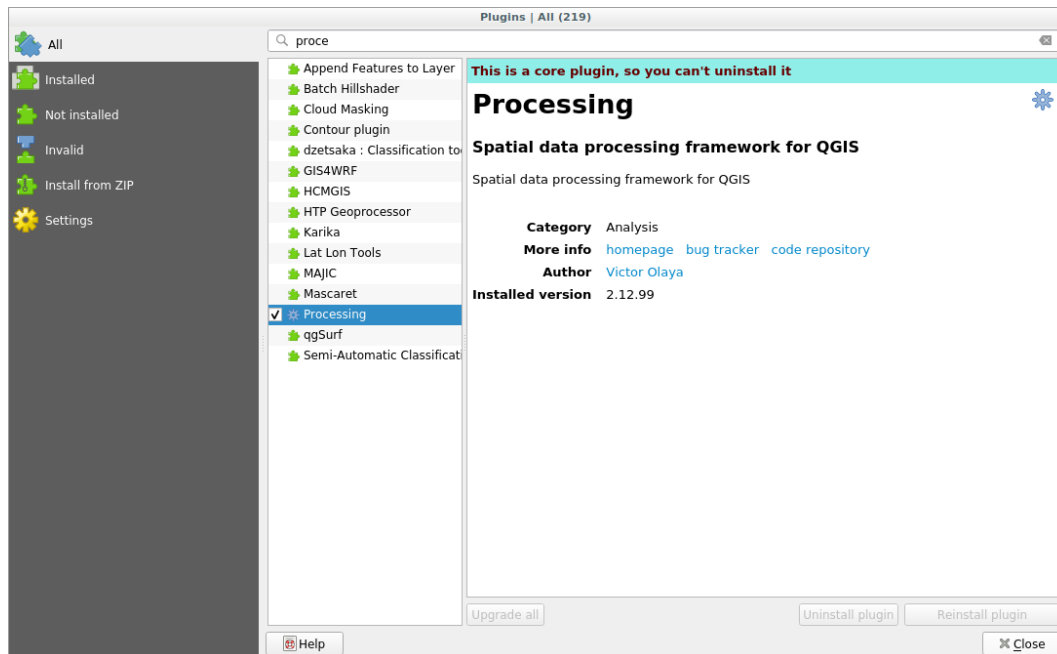 Plugins | All (219)
All
Installed
Not installed
Invalid
Install from ZIP
Settings
proce
Append Features to Layer
Batch Hillshader
Cloud Masking
Contour plugin
dzetsaka : Classification to
GIS4WRF
HCMGIS
HTP Geoprocessor
Karika
Lat Lon Tools
MAJIC
Mascaret
Processing
qgSurf
Semi-Automatic Classificati
This is a core plugin, so you can't uninstall it
Processing
Spatial data processing framework for QGIS
Spatial data processing framework for QGIS
Category Analysis
More info homepage bug tracker code repository
Author Victor Olaya
Installed version 2.12.99
Upgrade all Uninstall plugin Reinstall plugin
Help Close